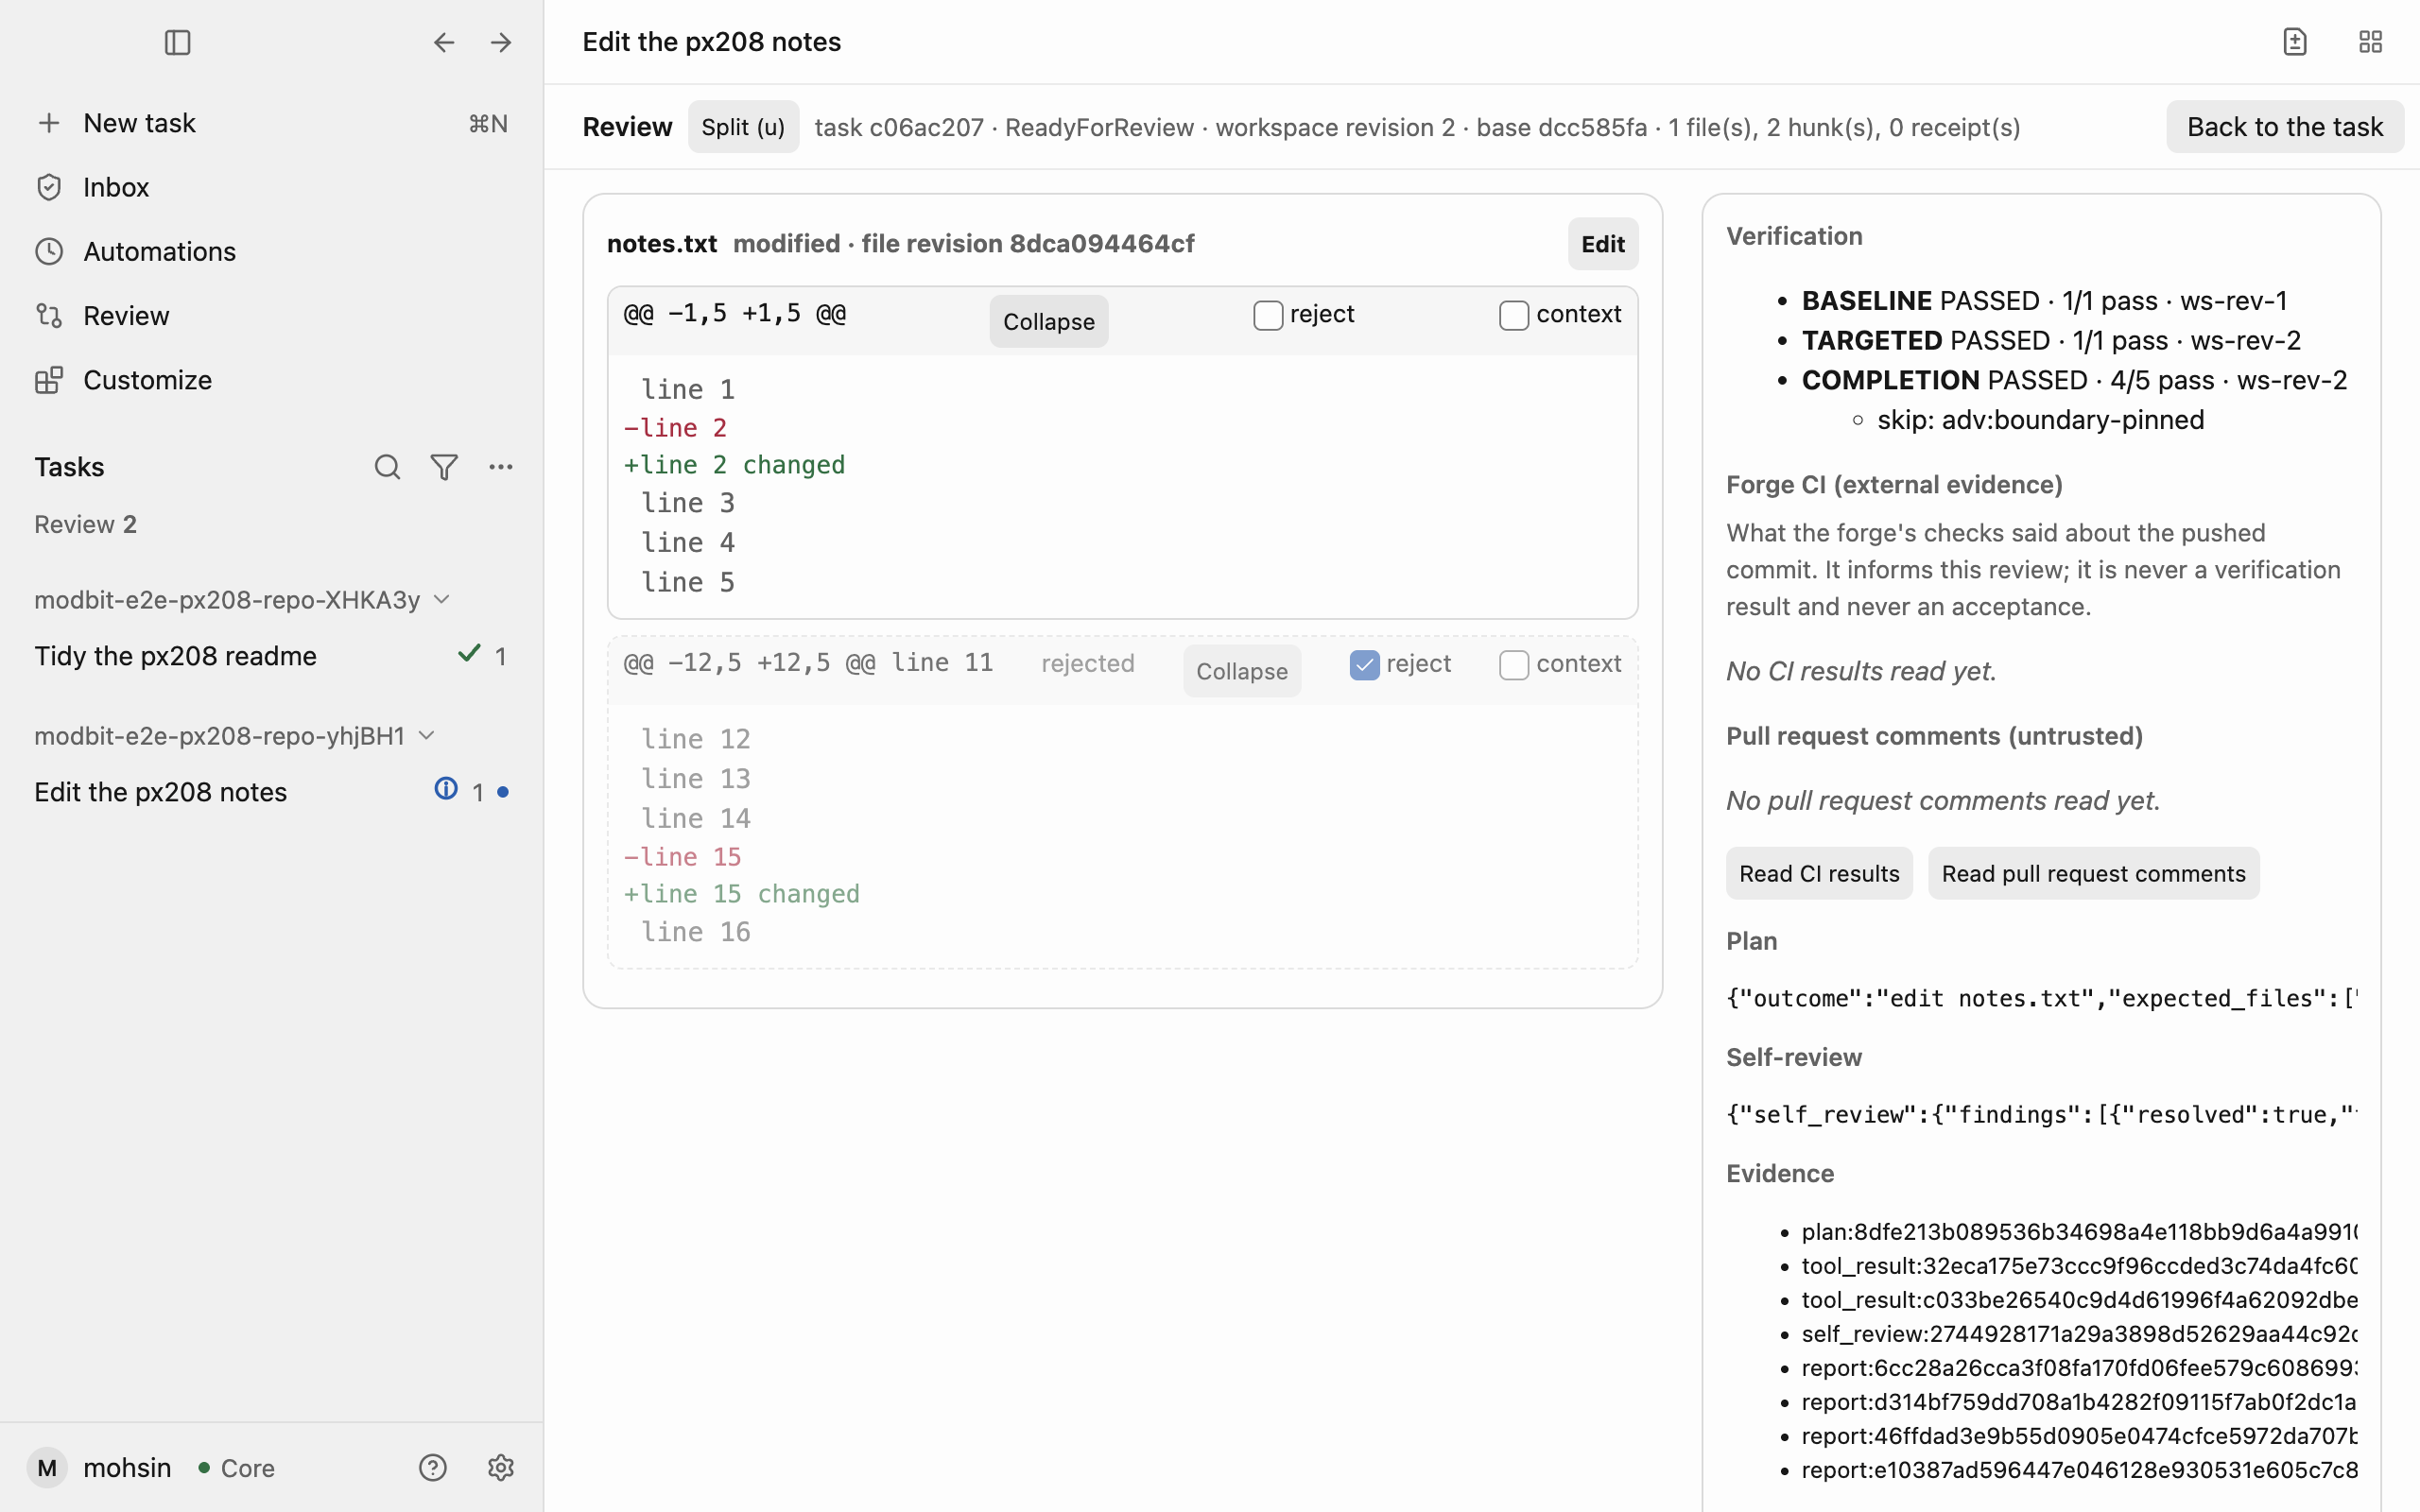 Edit the px208 notes
New task ⌘N
Inbox
Automations
Review
Customize
Tasks
Review 2
modbit-e2e-px208-repo-XHKA3y
Tidy the px208 readme 1
modbit-e2e-px208-repo-yhjBH1
Edit the px208 notes 1
M mohsin Core
Review Split (u) task c06ac207 · ReadyForReview · workspace revision 2 · base dcc585fa · 1 file(s), 2 hunk(s), 0 receipt(s) Back to the task
notes.txt modified · file revision 8dca094464cf Edit
@@ -1,5 +1,5 @@ Collapse reject context
line 1
-line 2
+line 2 changed
line 3
line 4
line 5
@@ -12,5 +12,5 @@ line 11 rejected Collapse reject context
line 12
line 13
line 14
-line 15
+line 15 changed
line 16
Verification
• BASELINE PASSED · 1/1 pass · ws-rev-1
• TARGETED PASSED · 1/1 pass · ws-rev-2
• COMPLETION PASSED · 4/5 pass · ws-rev-2
◦ skip: adv:boundary-pinned
Forge CI (external evidence)
What the forge's checks said about the pushed
commit. It informs this review; it is never a verification
result and never an acceptance.
No CI results read yet.
Pull request comments (untrusted)
No pull request comments read yet.
Read CI results Read pull request comments
Plan
{"outcome":"edit notes.txt","expected_files":["
Self-review
{"self_review":{"findings":[{"resolved":true,"
Evidence
• plan:8dfe213b089536b34698a4e118bb9d6a4a991
• tool_result:32eca175e73ccc9f96ccded3c74da4fc6
• tool_result:c033be26540c9d4d61996f4a62092dbe
• self_review:2744928171a29a3898d52629aa44c92
• report:6cc28a26cca3f08fa170fd06fee579c608699
• report:d314bf759dd708a1b4282f09115f7ab0f2dc1a
• report:46ffdad3e9b55d0905e0474cfce5972da707
• report:e10387ad596447e046128e930531e605c7c8